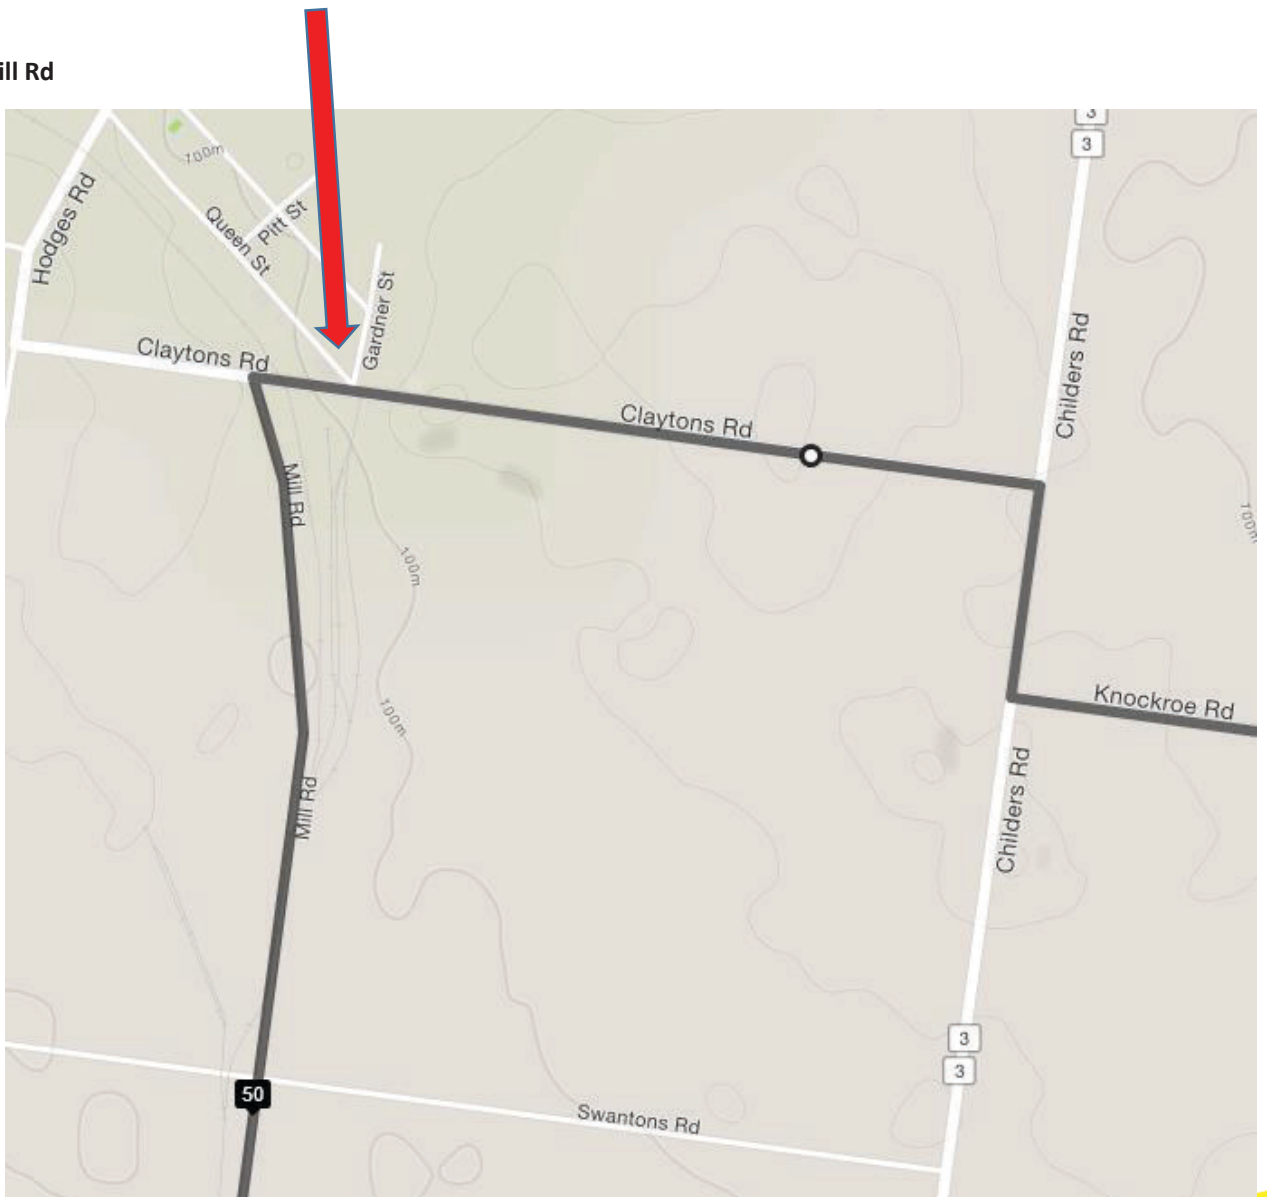 ill Rd
3
3
100m
Hodges Rd
Queen St
Pitt St
Gardner St
Claytons Rd
Childers Rd
Claytons Rd
Mill Rd
100m
100m
100m
Knockroe Rd
Mill Rd
Childers Rd
3
3
50
Swantons Rd